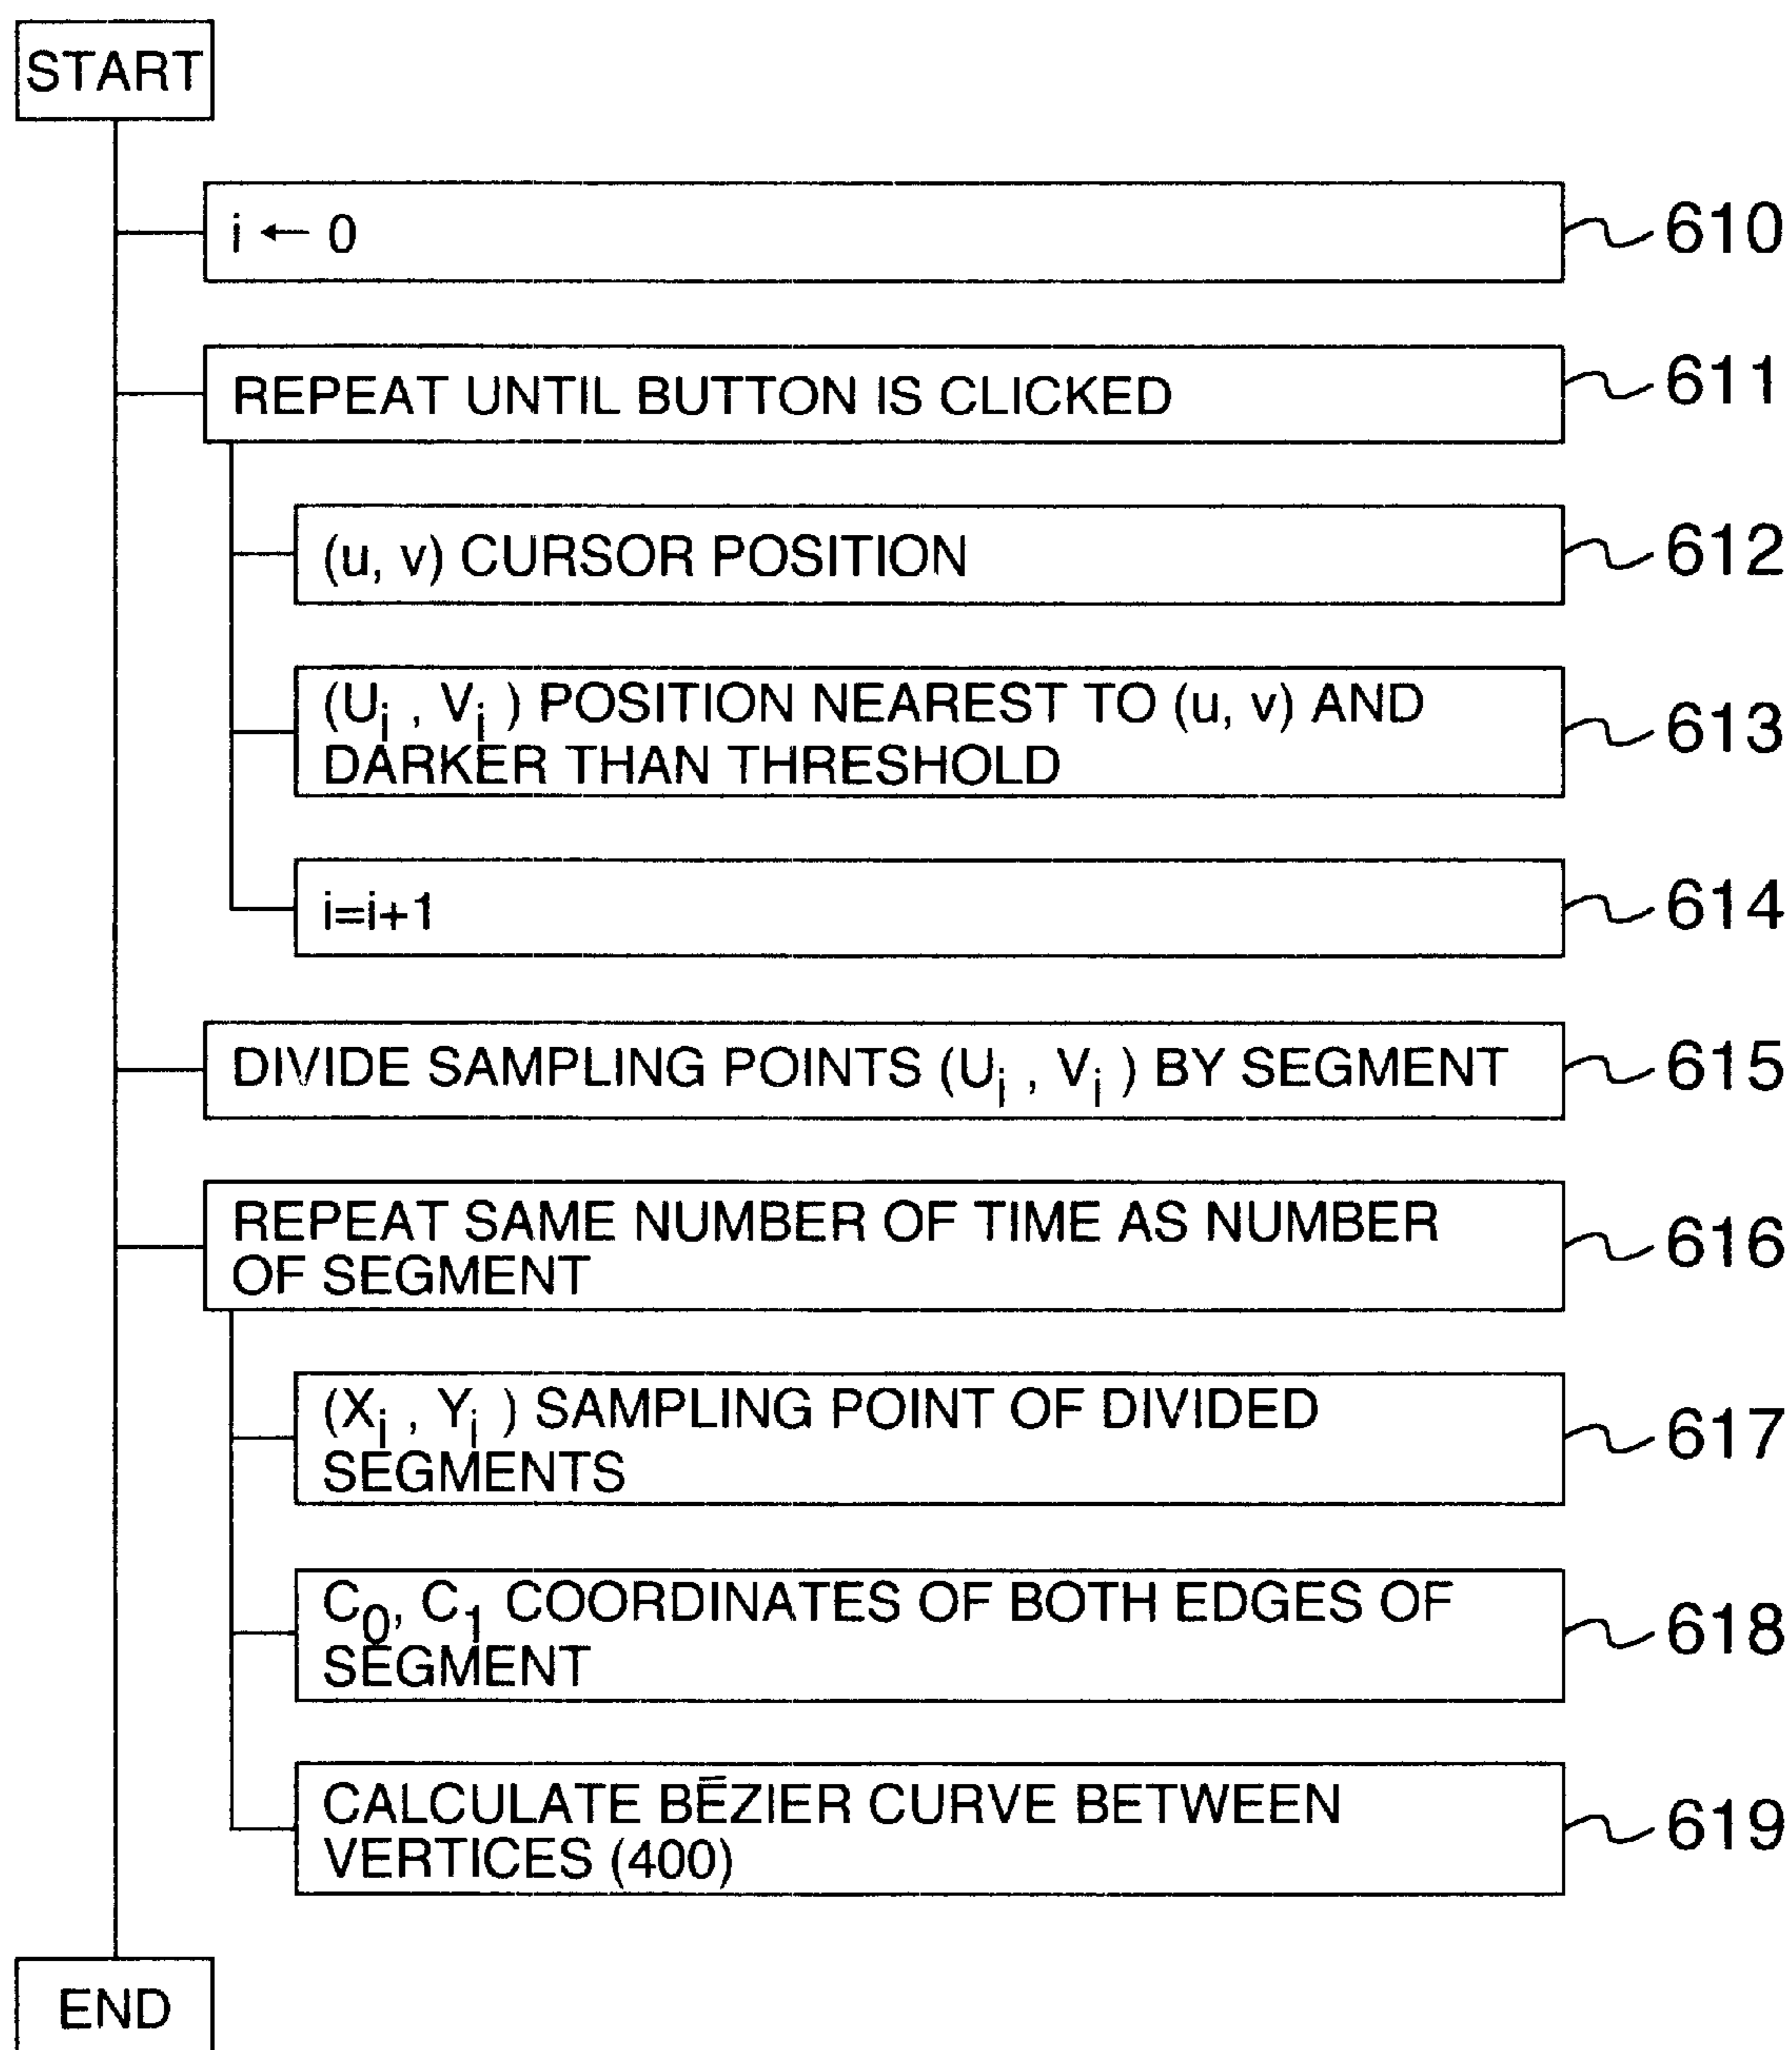 START
i ← 0
610
REPEAT UNTIL BUTTON IS CLICKED
611
(u, v) CURSOR POSITION
612
(Ui , Vi ) POSITION NEAREST TO (u, v) AND
DARKER THAN THRESHOLD
613
i=i+1
614
DIVIDE SAMPLING POINTS (Ui , Vi ) BY SEGMENT
615
REPEAT SAME NUMBER OF TIME AS NUMBER
OF SEGMENT
616
(Xi , Yi ) SAMPLING POINT OF DIVIDED
SEGMENTS
617
C0, C1 COORDINATES OF BOTH EDGES OF
SEGMENT
618
CALCULATE BĒZIER CURVE BETWEEN
VERTICES (400)
619
END